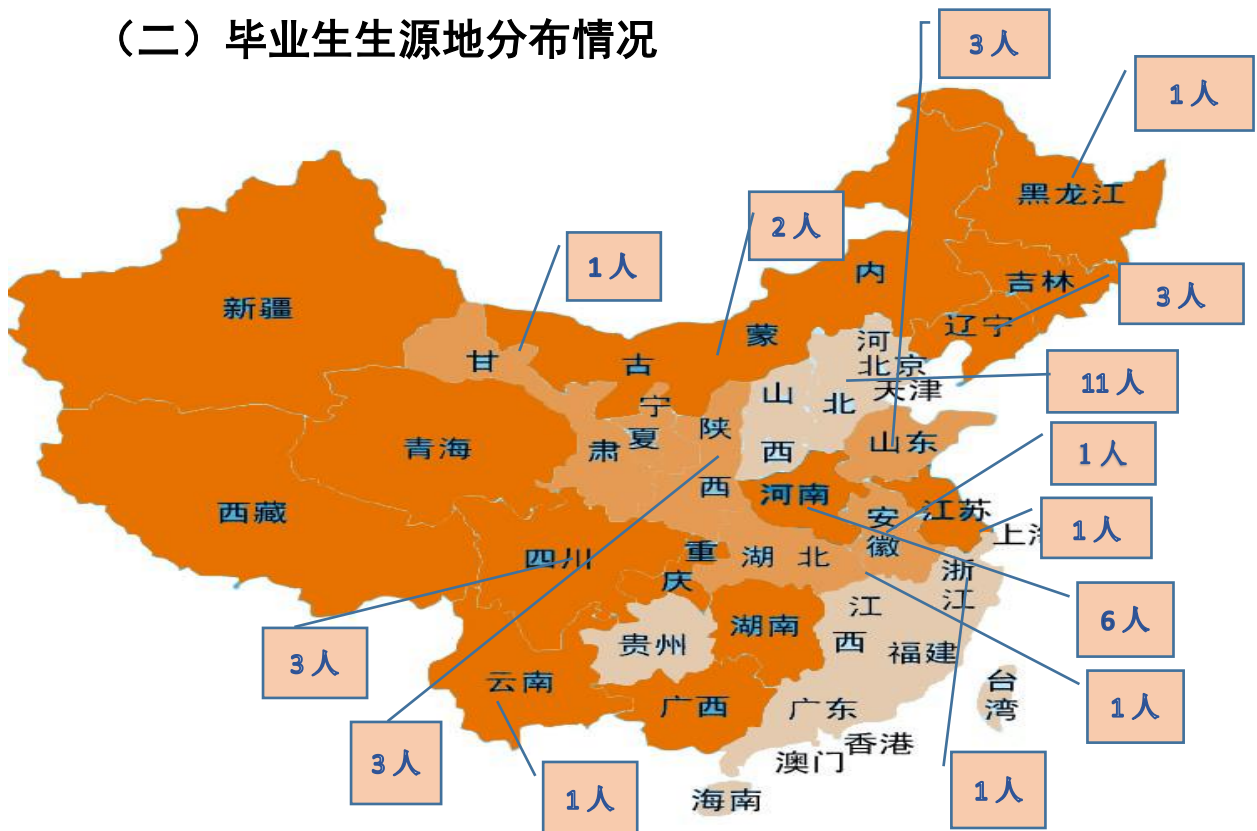 （二）毕业生生源地分布情况
3人
1人
黑龙江
2人
1人
内
吉林
3人
新疆
蒙
辽宁
河
北京
甘
古
11人
天津
山
北
宁
夏
陕
山东
1人
青海
肃
西
西
河南
安
徽
江苏
1人
上
西藏
四川
重
庆
湖北
浙
江
江
西
6人
湖南
贵州
福建
3人
云南
台
湾
广西
广东
1人
香港
3人
澳门
1人
海南
1人